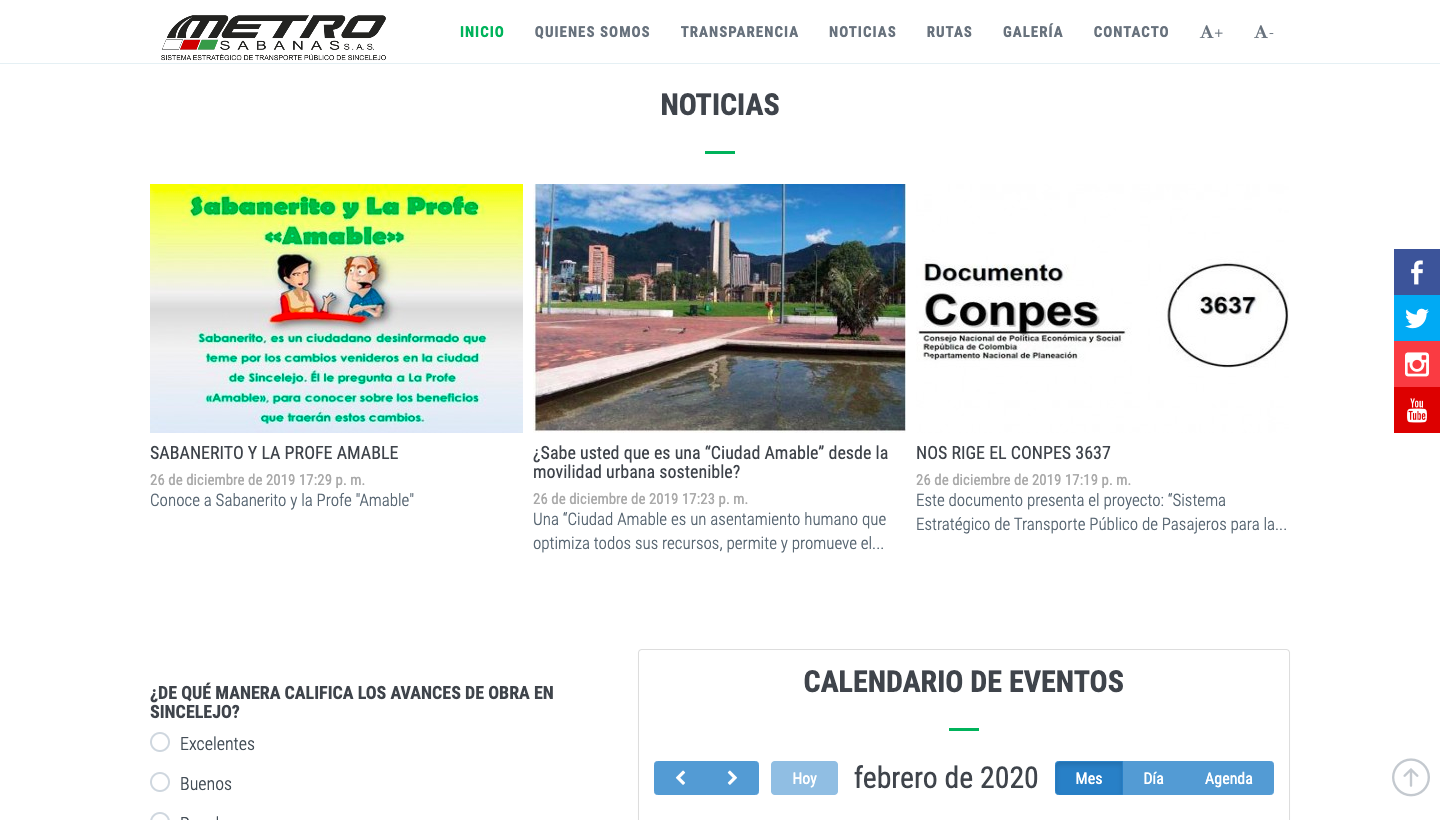 METRO
SABANAS S.A.S.
SISTEMA ESTRATÉGICO DE TRANSPORTE PÚBLICO DE SINCELEJO
INICIO QUIENES SOMOS TRANSPARENCIA NOTICIAS RUTAS GALERÍA CONTACTO A+ A-
NOTICIAS
Sabanerito y La Profe
«Amable»
Sabanerito, es un ciudadano desinformado que
teme por los cambios venideros en la ciudad
de Sincelejo. Él le pregunta a La Profe
«Amable», para conocer sobre los beneficios
que traerán estos cambios.
Documento
Conpes
Consejo Nacional de Política Económica y Social
República de Colombia
Departamento Nacional de Planeación
3637
SABANERITO Y LA PROFE AMABLE
26 de diciembre de 2019 17:29 p. m.
Conoce a Sabanerito y la Profe "Amable"
¿Sabe usted que es una “Ciudad Amable” desde la
movilidad urbana sostenible?
26 de diciembre de 2019 17:23 p. m.
Una “Ciudad Amable es un asentamiento humano que
optimiza todos sus recursos, permite y promueve el...
NOS RIGE EL CONPES 3637
26 de diciembre de 2019 17:19 p. m.
Este documento presenta el proyecto: “Sistema
Estratégico de Transporte Público de Pasajeros para la...
You
Tube
¿DE QUÉ MANERA CALIFICA LOS AVANCES DE OBRA EN
SINCELEJO?
Excelentes
Buenos
CALENDARIO DE EVENTOS
Hoy febrero de 2020 Mes Día Agenda